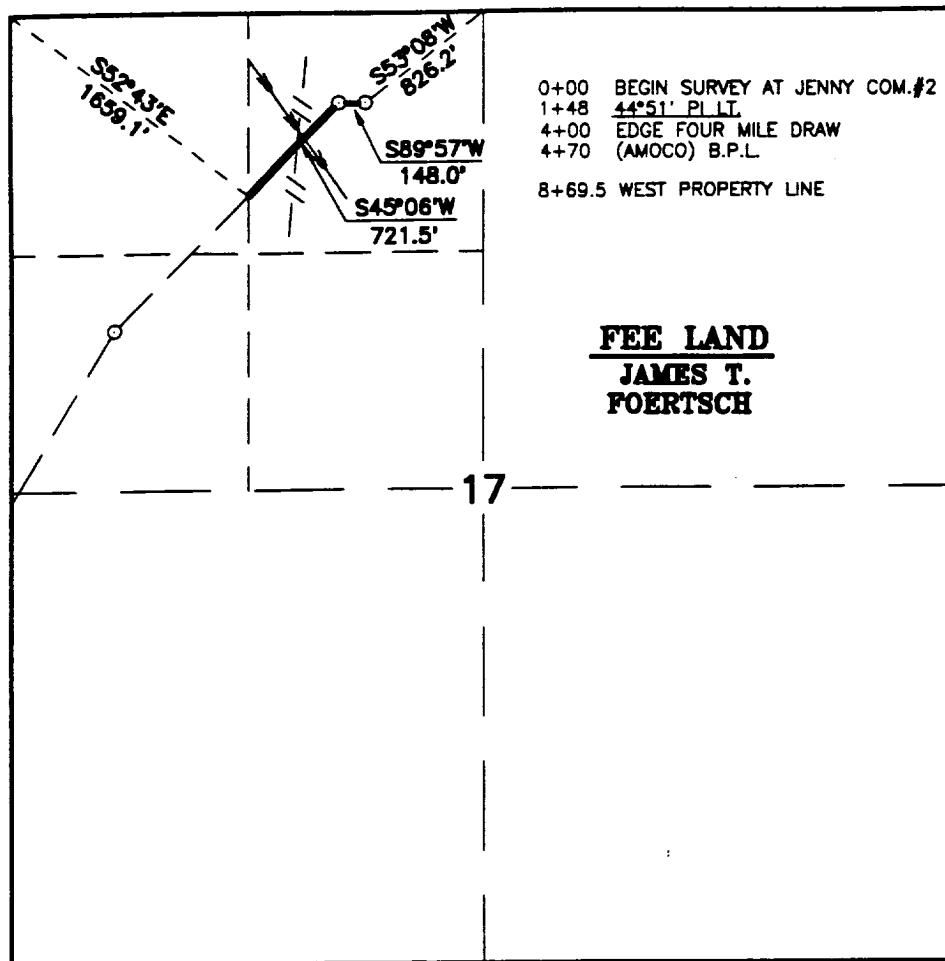 S52°43'E
1659.1'
S53°08'W
826.2'
S89°57'W
148.0'
S45°06'W
721.5'
0+00 BEGIN SURVEY AT JENNY COM.#2
1+48 44°51' PI LT.
4+00 EDGE FOUR MILE DRAW
4+70 (AMOCO) B.P.L.
8+69.5 WEST PROPERTY LINE
FEE LAND
JAMES T.
FOERTSCH
17